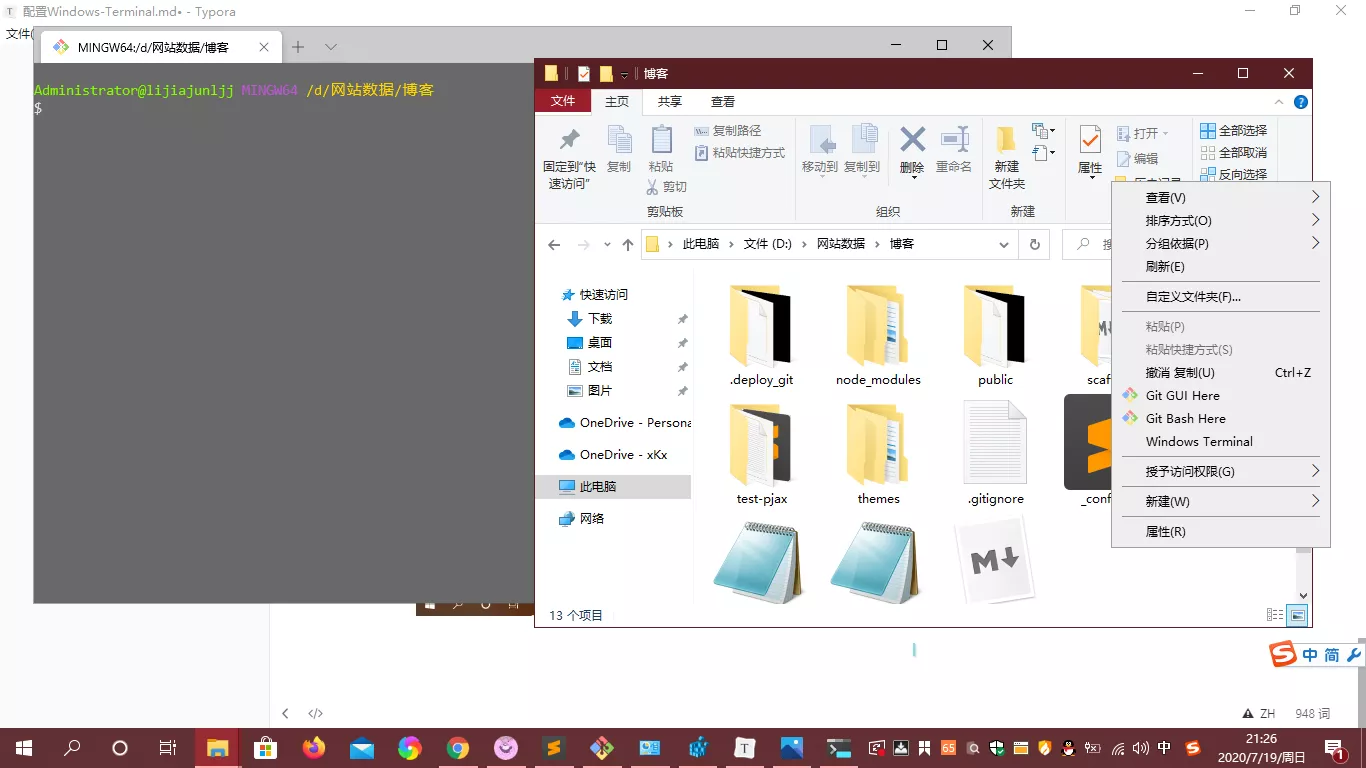 配置Windows-Terminal.md• - Typora
文件(
MINGW64:/d/网站数据/博客
Administrator@lijiajunljj MINGW64 /d/网站数据/博客
$
博客
文件 主页 共享 查看
固定到"快速访问"
复制
粘贴
复制路径
粘贴快捷方式
剪切
剪贴板
移动到
复制到
删除
重命名
组织
新建
文件夹
新建
属性
打开
编辑
全部选择
全部取消
反向选择
此电脑 › 文件 (D:) › 网站数据 › 博客
快速访问
下载
桌面
文档
图片
OneDrive - Persona
OneDrive - xKx
此电脑
网络
.deploy_git
node_modules
public
scaf
test-pjax
themes
.gitignore
_conf
M
13 个项目
查看(V)
排序方式(O)
分组依据(P)
刷新(E)
自定义文件夹(F)...
粘贴(P)
粘贴快捷方式(S)
撤消 复制(U) Ctrl+Z
Git GUI Here
Git Bash Here
Windows Terminal
授予访问权限(G)
新建(W)
属性(R)
S 中 简
</> ZH 948 词
T
65
中
S
21:26
2020/7/19/周日
1